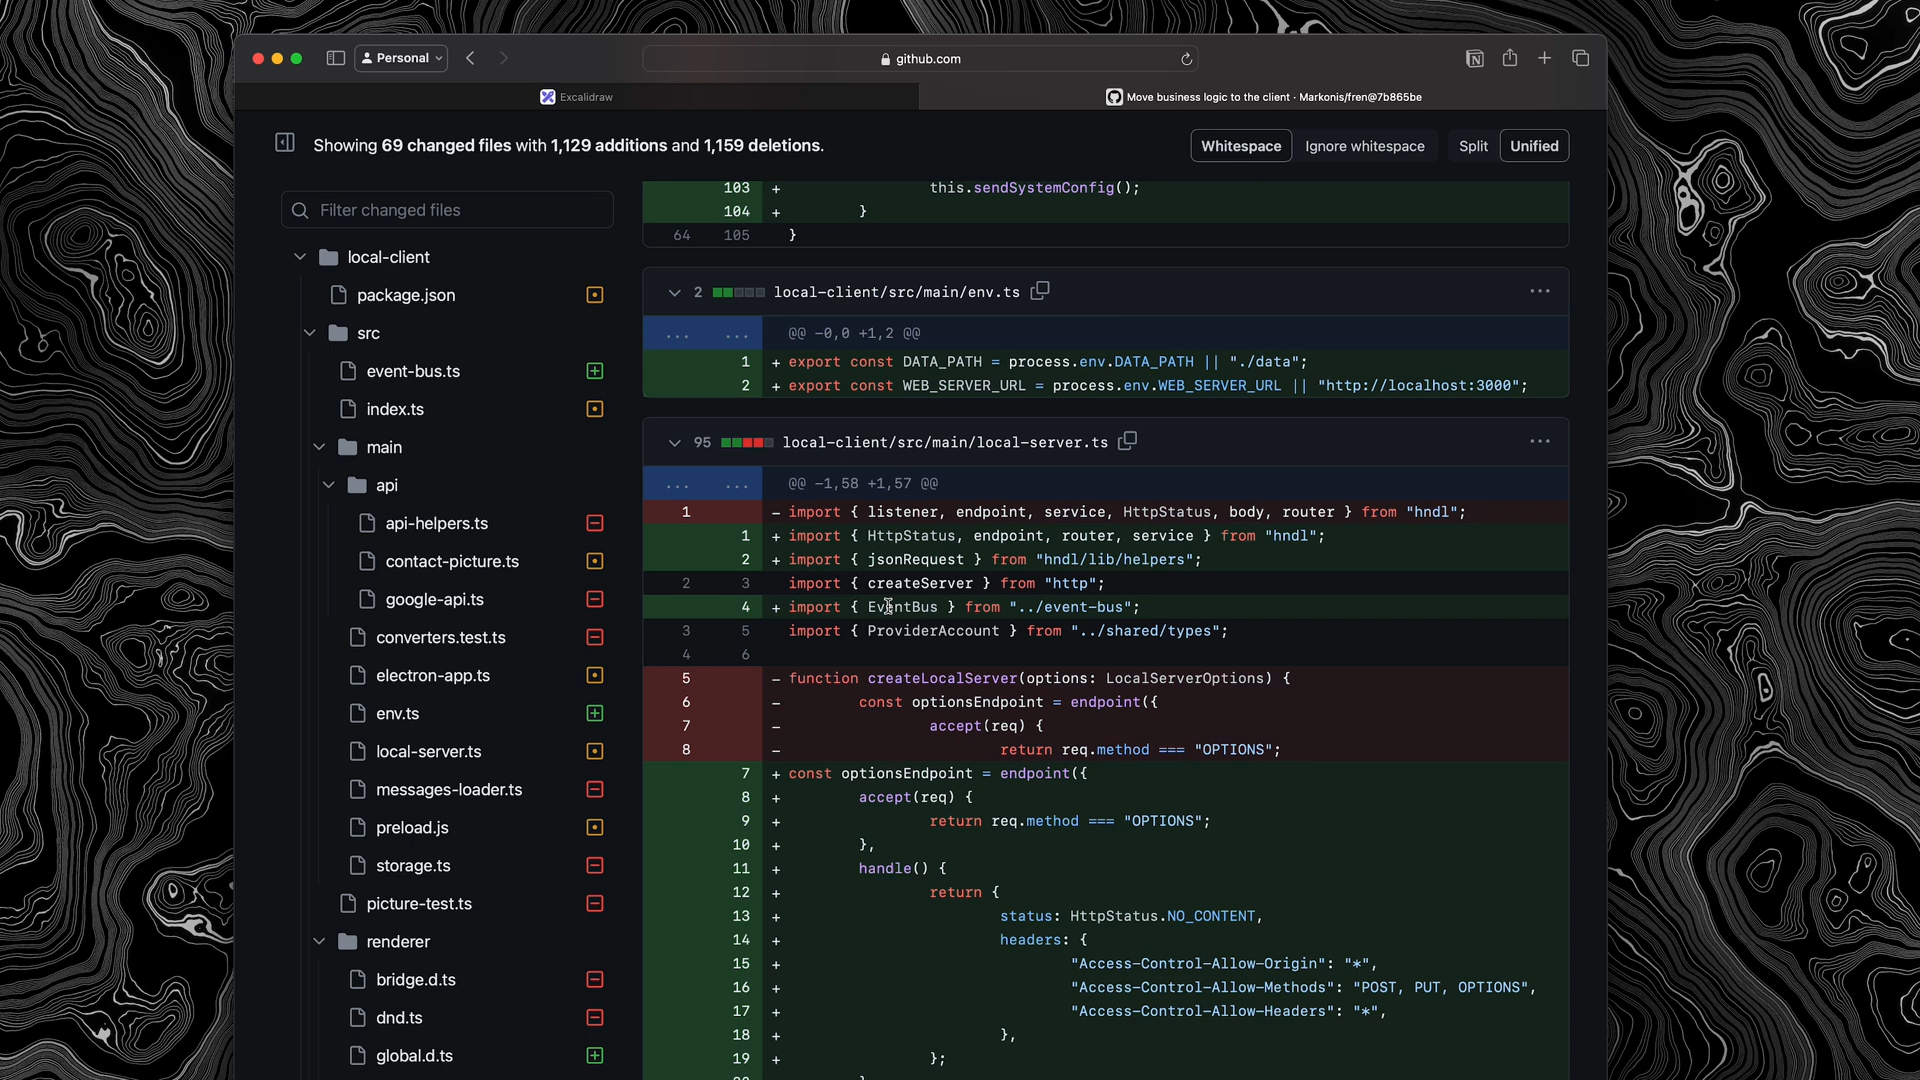 Personal
github.com
Excalidraw
Move business logic to the client · Markonis/fren@7b865be
Showing 69 changed files with 1,129 additions and 1,159 deletions.
Whitespace
Ignore whitespace
Split
Unified
Filter changed files
local-client
package.json
src
event-bus.ts
index.ts
main
api
api-helpers.ts
contact-picture.ts
google-api.ts
converters.test.ts
electron-app.ts
env.ts
local-server.ts
messages-loader.ts
preload.js
storage.ts
picture-test.ts
renderer
bridge.d.ts
dnd.ts
global.d.ts
103 + this.sendSystemConfig();
104 + }
64 105 }
2 local-client/src/main/env.ts
... ... @@ -0,0 +1,2 @@
1 + export const DATA_PATH = process.env.DATA_PATH || "./data";
2 + export const WEB_SERVER_URL = process.env.WEB_SERVER_URL || "http://localhost:3000";
95 local-client/src/main/local-server.ts
... ... @@ -1,58 +1,57 @@
1 - import { listener, endpoint, service, HttpStatus, body, router } from "hndl";
1 + import { HttpStatus, endpoint, router, service } from "hndl";
2 + import { jsonRequest } from "hndl/lib/helpers";
2 3 import { createServer } from "http";
4 + import { EventBus } from "../event-bus";
3 5 import { ProviderAccount } from "../shared/types";
4 6
5 - function createLocalServer(options: LocalServerOptions) {
6 - const optionsEndpoint = endpoint({
7 - accept(req) {
8 - return req.method === "OPTIONS";
7 + const optionsEndpoint = endpoint({
8 + accept(req) {
9 + return req.method === "OPTIONS";
10 + },
11 + handle() {
12 + return {
13 + status: HttpStatus.NO_CONTENT,
14 + headers: {
15 + "Access-Control-Allow-Origin": "*",
16 + "Access-Control-Allow-Methods": "POST, PUT, OPTIONS",
17 + "Access-Control-Allow-Headers": "*",
18 + },
19 + };